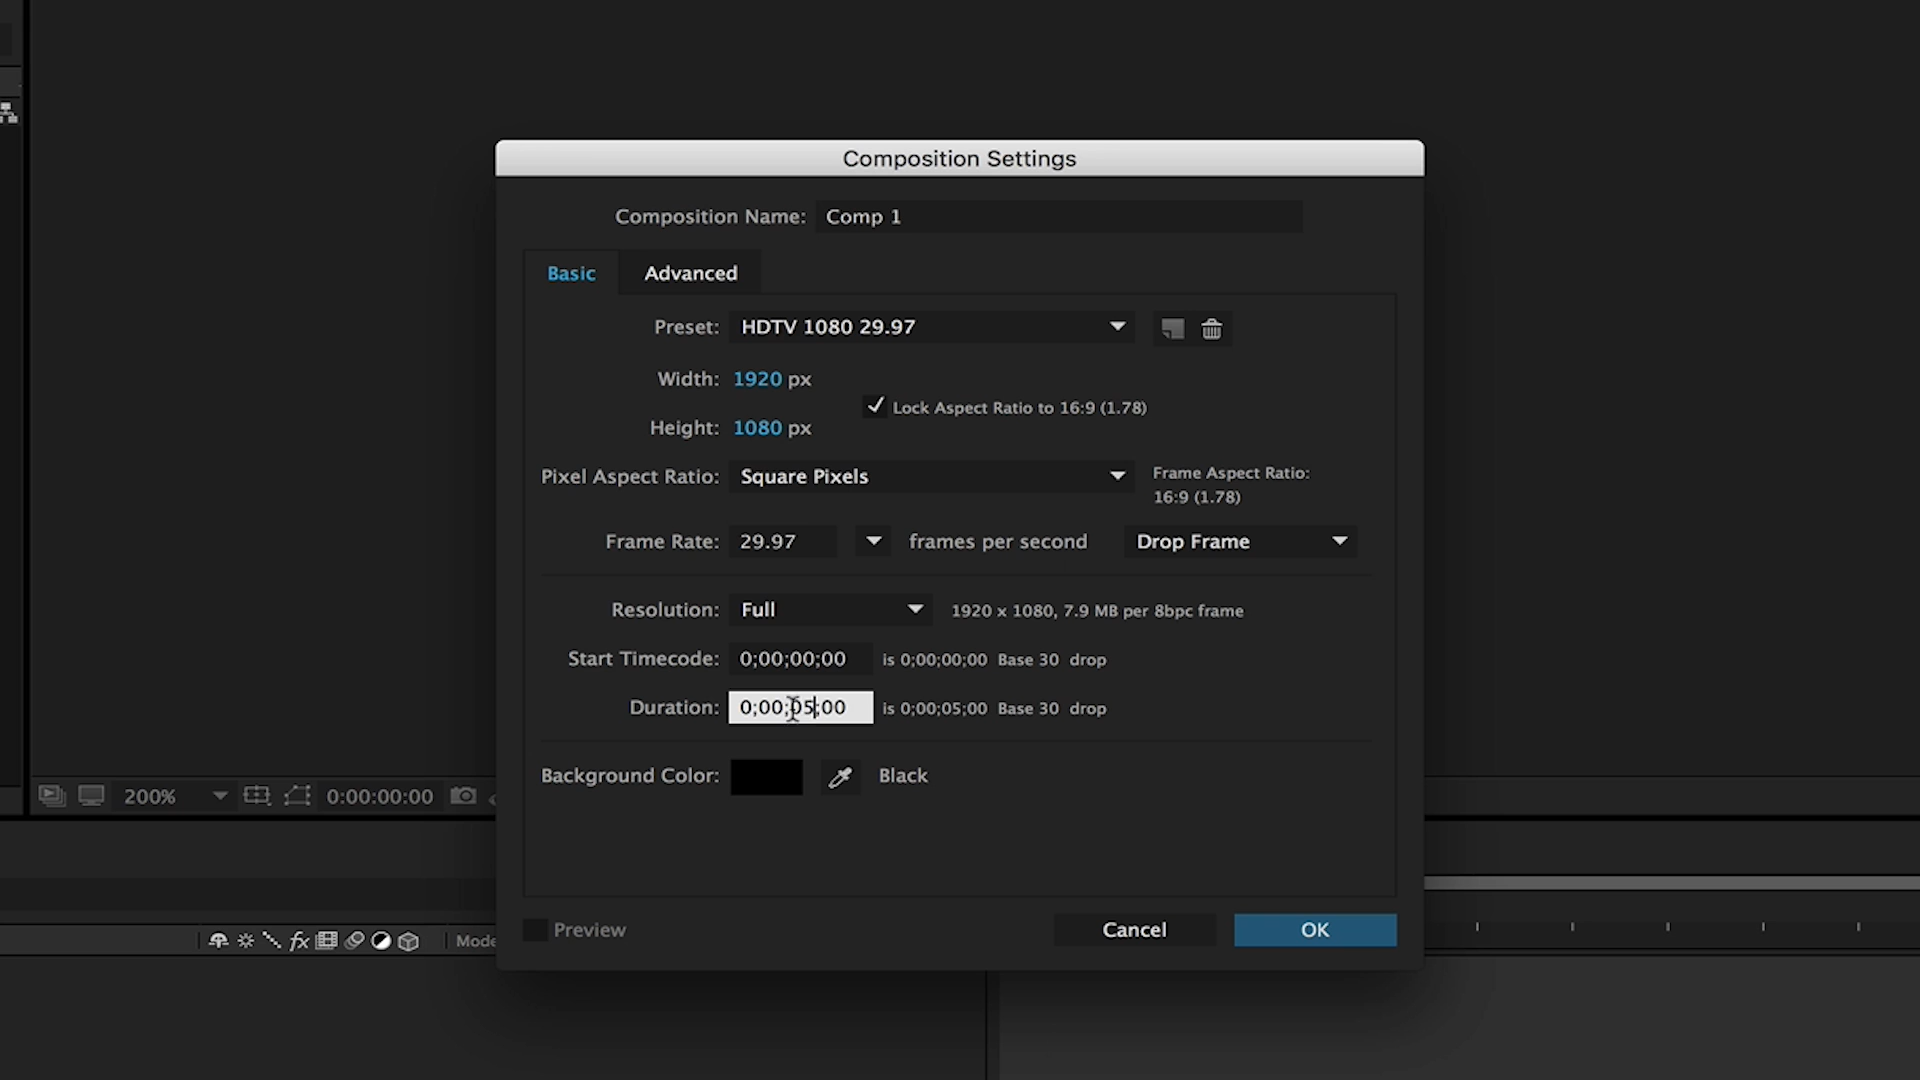 Composition Settings
Composition Name: Comp 1
Basic Advanced
Preset: HDTV 1080 29.97
Width: 1920 px
Lock Aspect Ratio to 16:9 (1.78)
Height: 1080 px
Pixel Aspect Ratio: Square Pixels
Frame Aspect Ratio:
16:9 (1.78)
Frame Rate: 29.97 frames per second Drop Frame
Resolution: Full 1920 x 1080, 7.9 MB per 8bpc frame
Start Timecode: 0;00;00;00 is 0;00;00;00 Base 30 drop
Duration: 0;00;05;00 is 0;00;05;00 Base 30 drop
Background Color: Black
200% 0:00:00:00
Preview Cancel OK
fx Mode